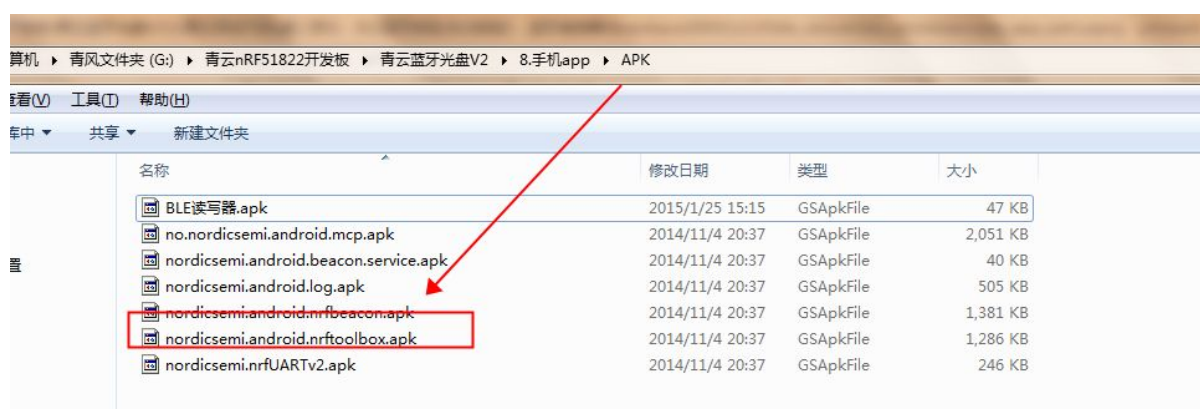 算机 ▸ 青风文件夹 (G:) ▸ 青云nRF51822开发板 ▸ 青云蓝牙光盘V2 ▸ 8.手机app ▸ APK
查看(V) 工具(T) 帮助(H)
库中 ▼ 共享 ▼ 新建文件夹
名称 修改日期 类型 大小
BLE读写器.apk 2015/1/25 15:15 GSApkFile 47 KB
no.nordicsemi.android.mcp.apk 2014/11/4 20:37 GSApkFile 2,051 KB
置 nordicsemi.android.beacon.service.apk 2014/11/4 20:37 GSApkFile 40 KB
nordicsemi.android.log.apk 2014/11/4 20:37 GSApkFile 505 KB
nordicsemi.android.nrfbeacon.apk 2014/11/4 20:37 GSApkFile 1,381 KB
nordicsemi.android.nrftoolbox.apk 2014/11/4 20:37 GSApkFile 1,286 KB
nordicsemi.nrfUARTv2.apk 2014/11/4 20:37 GSApkFile 246 KB